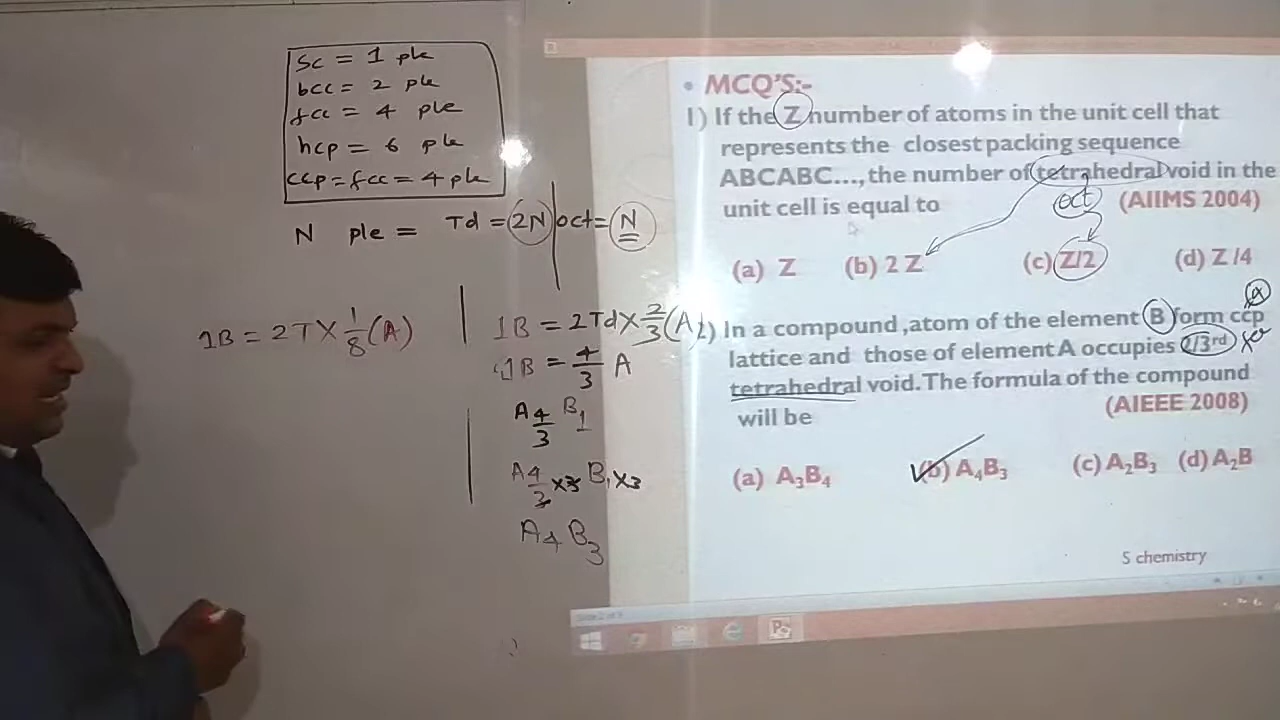 SC = 1 ple
bcc = 2 ple
fcc = 4 ple
hcp = 6 ple
ccp = fcc = 4 ple
N ple = Td = 2N oct = N
1B = 2T × 1/8 (A)
1B = 2Td × 2/3 (A)
1B = 4/3 A
A 4/3 B 1
A 4/3 ×3 B1 ×3
A4 B3
• MCQ'S:-
1) If the Z number of atoms in the unit cell that
represents the closest packing sequence
ABCABC...,the number of tetrahedral void in the
unit cell is equal to oct (AIIMS 2004)
(a) Z (b) 2 Z (c) Z/2 (d) Z /4
2) In a compound ,atom of the element B form ccp
lattice and those of element A occupies 2/3rd
tetrahedral void.The formula of the compound
will be (AIEEE 2008)
(a) A3B4 (b) A4B3 (c) A2B3 (d) A2B
S chemistry